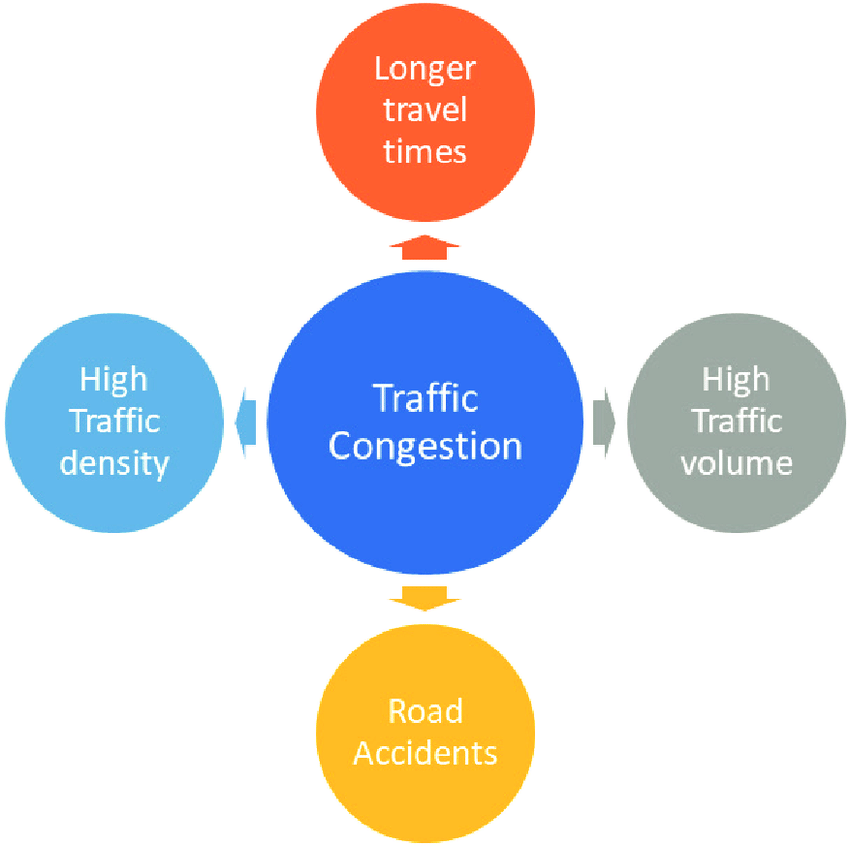 Longer
travel
times
High
Traffic
density
Traffic
Congestion
High
Traffic
volume
Road
Accidents